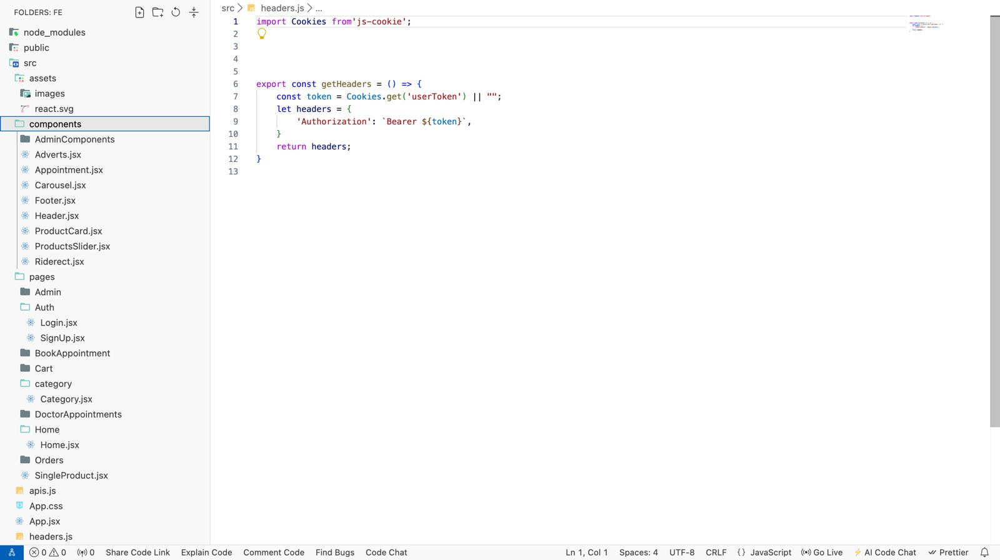 FOLDERS: FE
node_modules
public
src
assets
images
react.svg
components
AdminComponents
Adverts.jsx
Appointment.jsx
Carousel.jsx
Footer.jsx
Header.jsx
ProductCard.jsx
ProductsSlider.jsx
Riderect.jsx
pages
Admin
Auth
Login.jsx
SignUp.jsx
BookAppointment
Cart
category
Category.jsx
DoctorAppointments
Home
Home.jsx
Orders
SingleProduct.jsx
apis.js
App.css
App.jsx
headers.js
src > JS headers.js > ...
1 import Cookies from'js-cookie';
2
3
4
5
6 export const getHeaders = () => {
7     const token = Cookies.get('userToken') || "";
8     let headers = {
9         'Authorization': `Bearer ${token}`,
10     }
11     return headers;
12 }
13
0 0 0 Share Code Link Explain Code Comment Code Find Bugs Code Chat Ln 1, Col 1 Spaces: 4 UTF-8 CRLF {} JavaScript Go Live ⚡ AI Code Chat Prettier